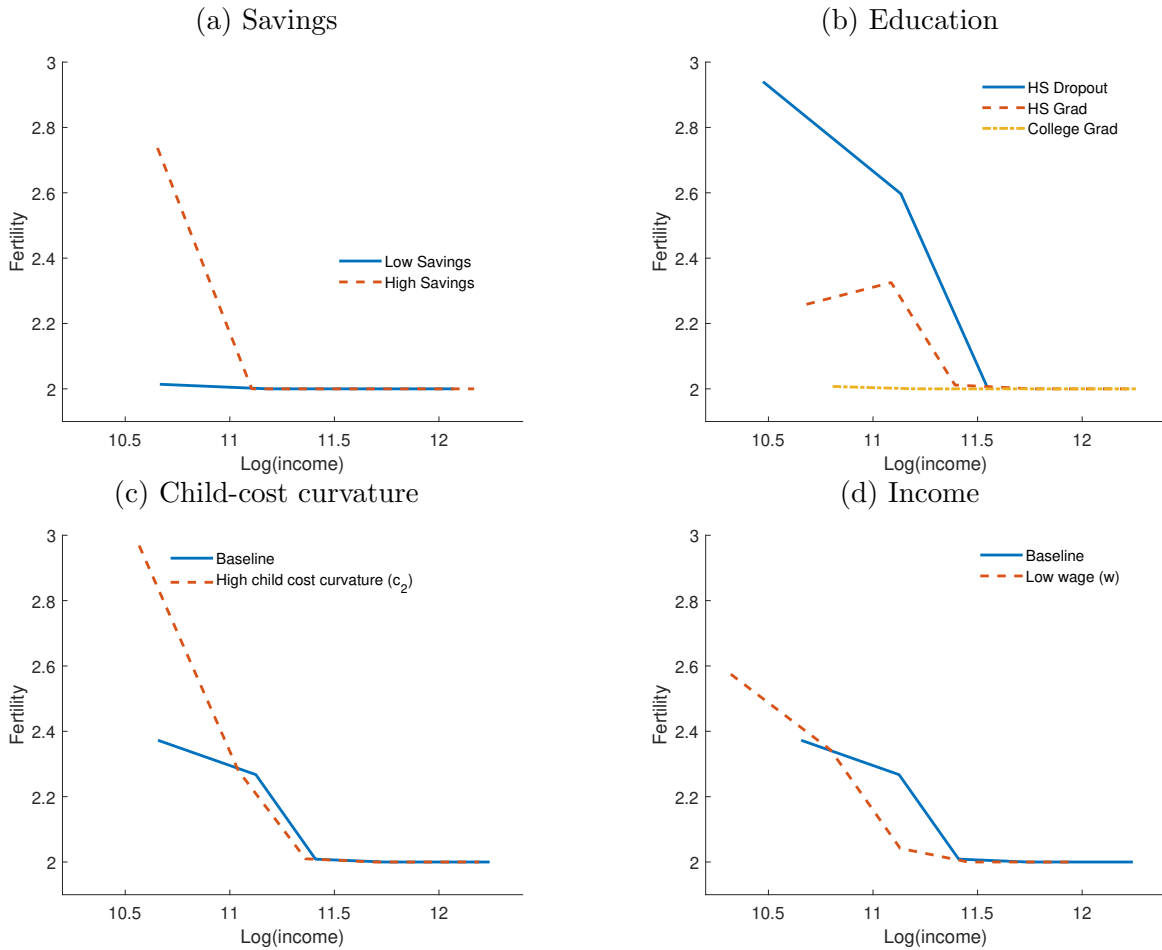 (a) Savings
3
2.8
2.6
2.4
2.2
2
Fertility
Low Savings
High Savings
10.5 11 11.5 12
Log(income)
(b) Education
3
2.8
2.6
2.4
2.2
2
Fertility
HS Dropout
HS Grad
College Grad
10.5 11 11.5 12
Log(income)
(c) Child-cost curvature
3
2.8
2.6
2.4
2.2
2
Fertility
Baseline
High child cost curvature (c₂)
10.5 11 11.5 12
Log(income)
(d) Income
3
2.8
2.6
2.4
2.2
2
Fertility
Baseline
Low wage (w)
10.5 11 11.5 12
Log(income)